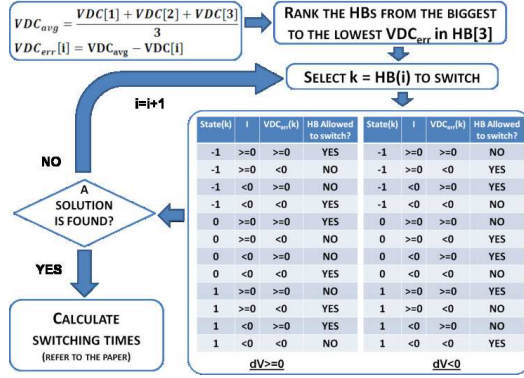 VDC_avg = VDC[1] + VDC[2] + VDC[3] / 3
VDC_err[i] = VDC_avg − VDC[i]
RANK THE HBS FROM THE BIGGEST
TO THE LOWEST VDC_err IN HB[3]
SELECT k = HB(i) TO SWITCH
i=i+1
NO
A
SOLUTION
IS FOUND?
YES
CALCULATE
SWITCHING TIMES
(REFER TO THE PAPER)
State(k) I VDC_err(k) HB Allowed to switch?
-1 >=0 >=0 YES
-1 >=0 <0 NO
-1 <0 >=0 NO
-1 <0 <0 YES
0 >=0 >=0 YES
0 >=0 <0 NO
0 <0 >=0 NO
0 <0 <0 YES
1 >=0 >=0 NO
1 >=0 <0 YES
1 <0 >=0 YES
1 <0 <0 NO
dV>=0
State(k) I VDC_err(k) HB Allowed to switch?
-1 >=0 >=0 NO
-1 >=0 <0 YES
-1 <0 >=0 YES
-1 <0 <0 NO
0 >=0 >=0 NO
0 >=0 <0 YES
0 <0 >=0 YES
0 <0 <0 NO
1 >=0 >=0 YES
1 >=0 <0 NO
1 <0 >=0 NO
1 <0 <0 YES
dV<0